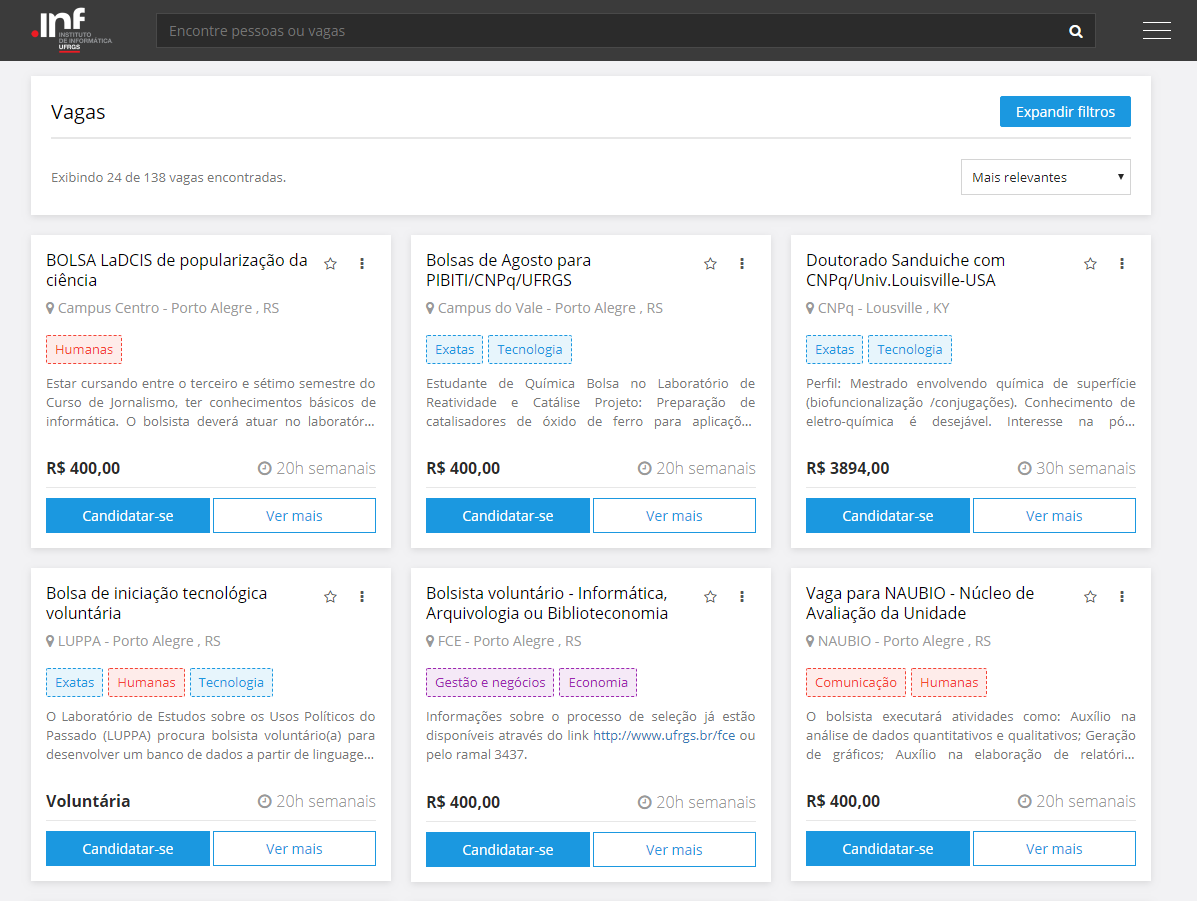 .inf
INSTITUTO
DE INFORMÁTICA
UFRGS
Encontre pessoas ou vagas
Vagas
Expandir filtros
Exibindo 24 de 138 vagas encontradas.
Mais relevantes
BOLSA LaDCIS de popularização da
ciência
Campus Centro - Porto Alegre , RS
Humanas
Estar cursando entre o terceiro e sétimo semestre do
Curso de Jornalismo, ter conhecimentos básicos de
informática. O bolsista deverá atuar no laboratór...
R$ 400,00
20h semanais
Candidatar-se
Ver mais
Bolsas de Agosto para
PIBITI/CNPq/UFRGS
Campus do Vale - Porto Alegre , RS
Exatas
Tecnologia
Estudante de Química Bolsa no Laboratório de
Reatividade e Catálise Projeto: Preparação de
catalisadores de óxido de ferro para aplicaçõ...
R$ 400,00
20h semanais
Candidatar-se
Ver mais
Doutorado Sanduiche com
CNPq/Univ.Louisville-USA
CNPq - Lousville , KY
Exatas
Tecnologia
Perfil: Mestrado envolvendo química de superfície
(biofuncionalização /conjugações). Conhecimento de
eletro-química é desejável. Interesse na pó...
R$ 3894,00
30h semanais
Candidatar-se
Ver mais
Bolsa de iniciação tecnológica
voluntária
LUPPA - Porto Alegre , RS
Exatas
Humanas
Tecnologia
O Laboratório de Estudos sobre os Usos Políticos do
Passado (LUPPA) procura bolsista voluntário(a) para
desenvolver um banco de dados a partir de linguage...
Voluntária
20h semanais
Candidatar-se
Ver mais
Bolsista voluntário - Informática,
Arquivologia ou Biblioteconomia
FCE - Porto Alegre , RS
Gestão e negócios
Economia
Informações sobre o processo de seleção já estão
disponíveis através do link http://www.ufrgs.br/fce ou
pelo ramal 3437.
R$ 400,00
20h semanais
Candidatar-se
Ver mais
Vaga para NAUBIO - Núcleo de
Avaliação da Unidade
NAUBIO - Porto Alegre , RS
Comunicação
Humanas
O bolsista executará atividades como: Auxílio na
análise de dados quantitativos e qualitativos; Geração
de gráficos; Auxílio na elaboração de relatóri...
R$ 400,00
20h semanais
Candidatar-se
Ver mais